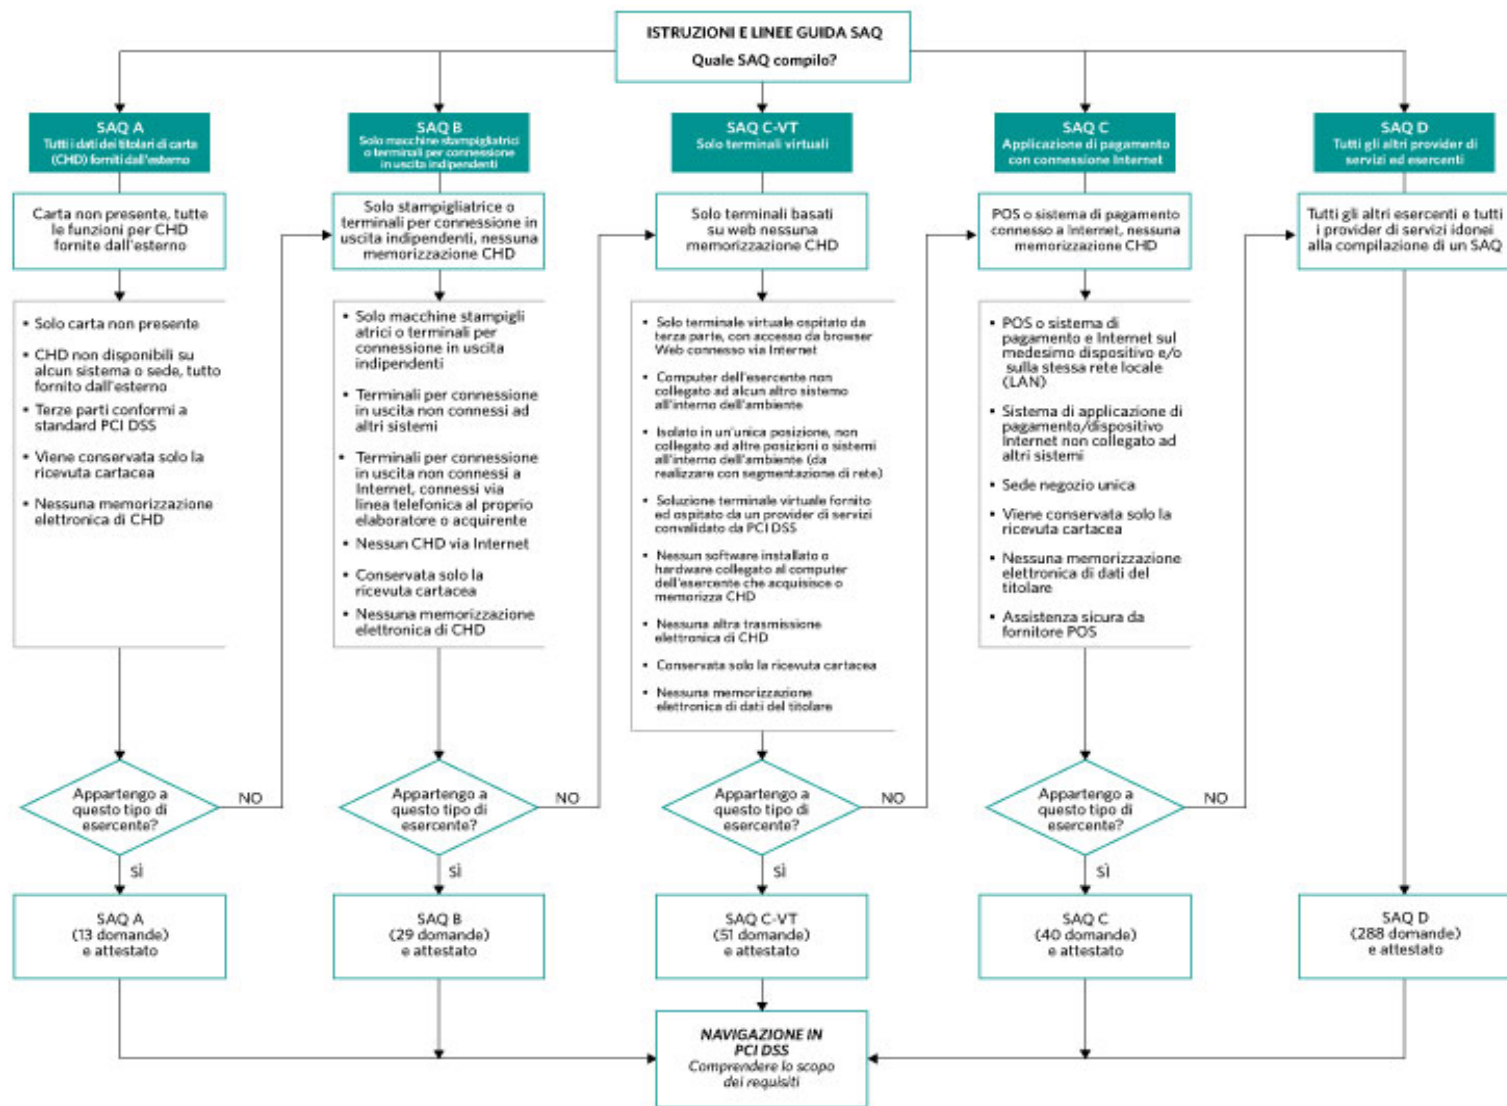 ISTRUZIONI E LINEE GUIDA SAQ
Quale SAQ compilo?
SAQ A
Tutti i dati dei titolari di carta
(CHD) forniti dall'esterno
Carta non presente, tutte
le funzioni per CHD
fornite dall'esterno
▪ Solo carta non presente
▪ CHD non disponibili su
alcun sistema o sede, tutto
fornito dall'esterno
▪ Terze parti conformi a
standard PCI DSS
▪ Viene conservata solo la
ricevuta cartacea
▪ Nessuna memorizzazione
elettronica di CHD
Appartengo a
questo tipo di
esercente?
NO
SÌ
SAQ A
(13 domande)
e attestato
SAQ B
Solo macchine stampigliatrici
o terminali per connessione
in uscita indipendenti
Solo stampigliatrice o
terminali per connessione in
uscita indipendenti, nessuna
memorizzazione CHD
▪ Solo macchine stampigli
atrici o terminali per
connessione in uscita
indipendenti
▪ Terminali per connessione
in uscita non connessi ad
altri sistemi
▪ Terminali per connessione
in uscita non connessi a
Internet, connessi via
linea telefonica al proprio
elaboratore o acquirente
▪ Nessun CHD via Internet
▪ Conservata solo la
ricevuta cartacea
▪ Nessuna memorizzazione
elettronica di CHD
Appartengo a
questo tipo di
esercente?
NO
SÌ
SAQ B
(29 domande)
e attestato
SAQ C-VT
Solo terminali virtuali
Solo terminali basati
su web nessuna
memorizzazione CHD
▪ Solo terminale virtuale ospitato da
terza parte, con accesso da browser
Web connesso via Internet
▪ Computer dell'esercente non
collegato ad alcun altro sistemo
all'interno dell'ambiente
▪ Isolato in un'unica posizione, non
collegato ad altre posizioni o sistemi
all'interno dell'ambiente (da
realizzare con segmentazione di rete)
▪ Soluzione terminale virtuale fornito
ed ospitato da un provider di servizi
convalidato da PCI DSS
▪ Nessun software installato o
hardware collegato al computer
dell'esercente che acquisisce o
memorizza CHD
▪ Nessuna altra trasmissione
elettronica di CHD
▪ Conservata solo la ricevuta cartacea
▪ Nessuna memorizzazione
elettronica di dati del titolare
Appartengo a
questo tipo di
esercente?
NO
SÌ
SAQ C-VT
(51 domande)
e attestato
SAQ C
Applicazione di pagamento
con connessione Internet
POS o sistema di pagamento
connesso a Internet, nessuna
memorizzazione CHD
▪ POS o sistema di
pagamento e Internet sul
medesimo dispositivo e/o
sulla stessa rete locale
(LAN)
▪ Sistema di applicazione di
pagamento/dispositivo
Internet non collegato ad
altri sistemi
▪ Sede negozio unica
▪ Viene conservata solo la
ricevuta cartacea
▪ Nessuna memorizzazione
elettronica di dati del
titolare
▪ Assistenza sicura da
fornitore POS
Appartengo a
questo tipo di
esercente?
NO
SÌ
SAQ C
(40 domande)
e attestato
SAQ D
Tutti gli altri provider di
servizi ed esercenti
Tutti gli altri esercenti e tutti
i provider di servizi idonei
alla compilazione di un SAQ
SAQ D
(288 domande)
e attestato
NAVIGAZIONE IN
PCI DSS
Comprendere lo scopo
dei requisiti